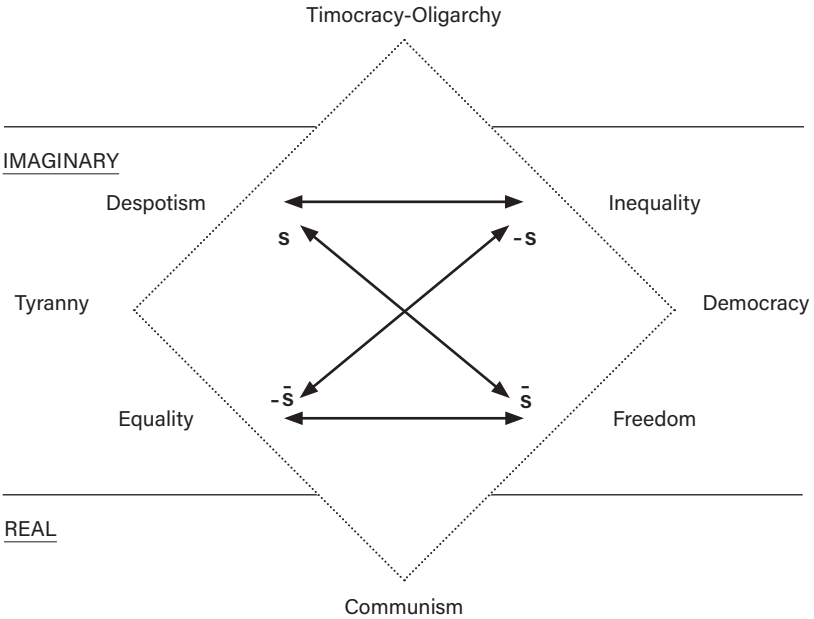 Timocracy-Oligarchy
IMAGINARY
Despotism
Inequality
S
-S
Tyranny
Democracy
-S̄
S̄
Equality
Freedom
REAL
Communism